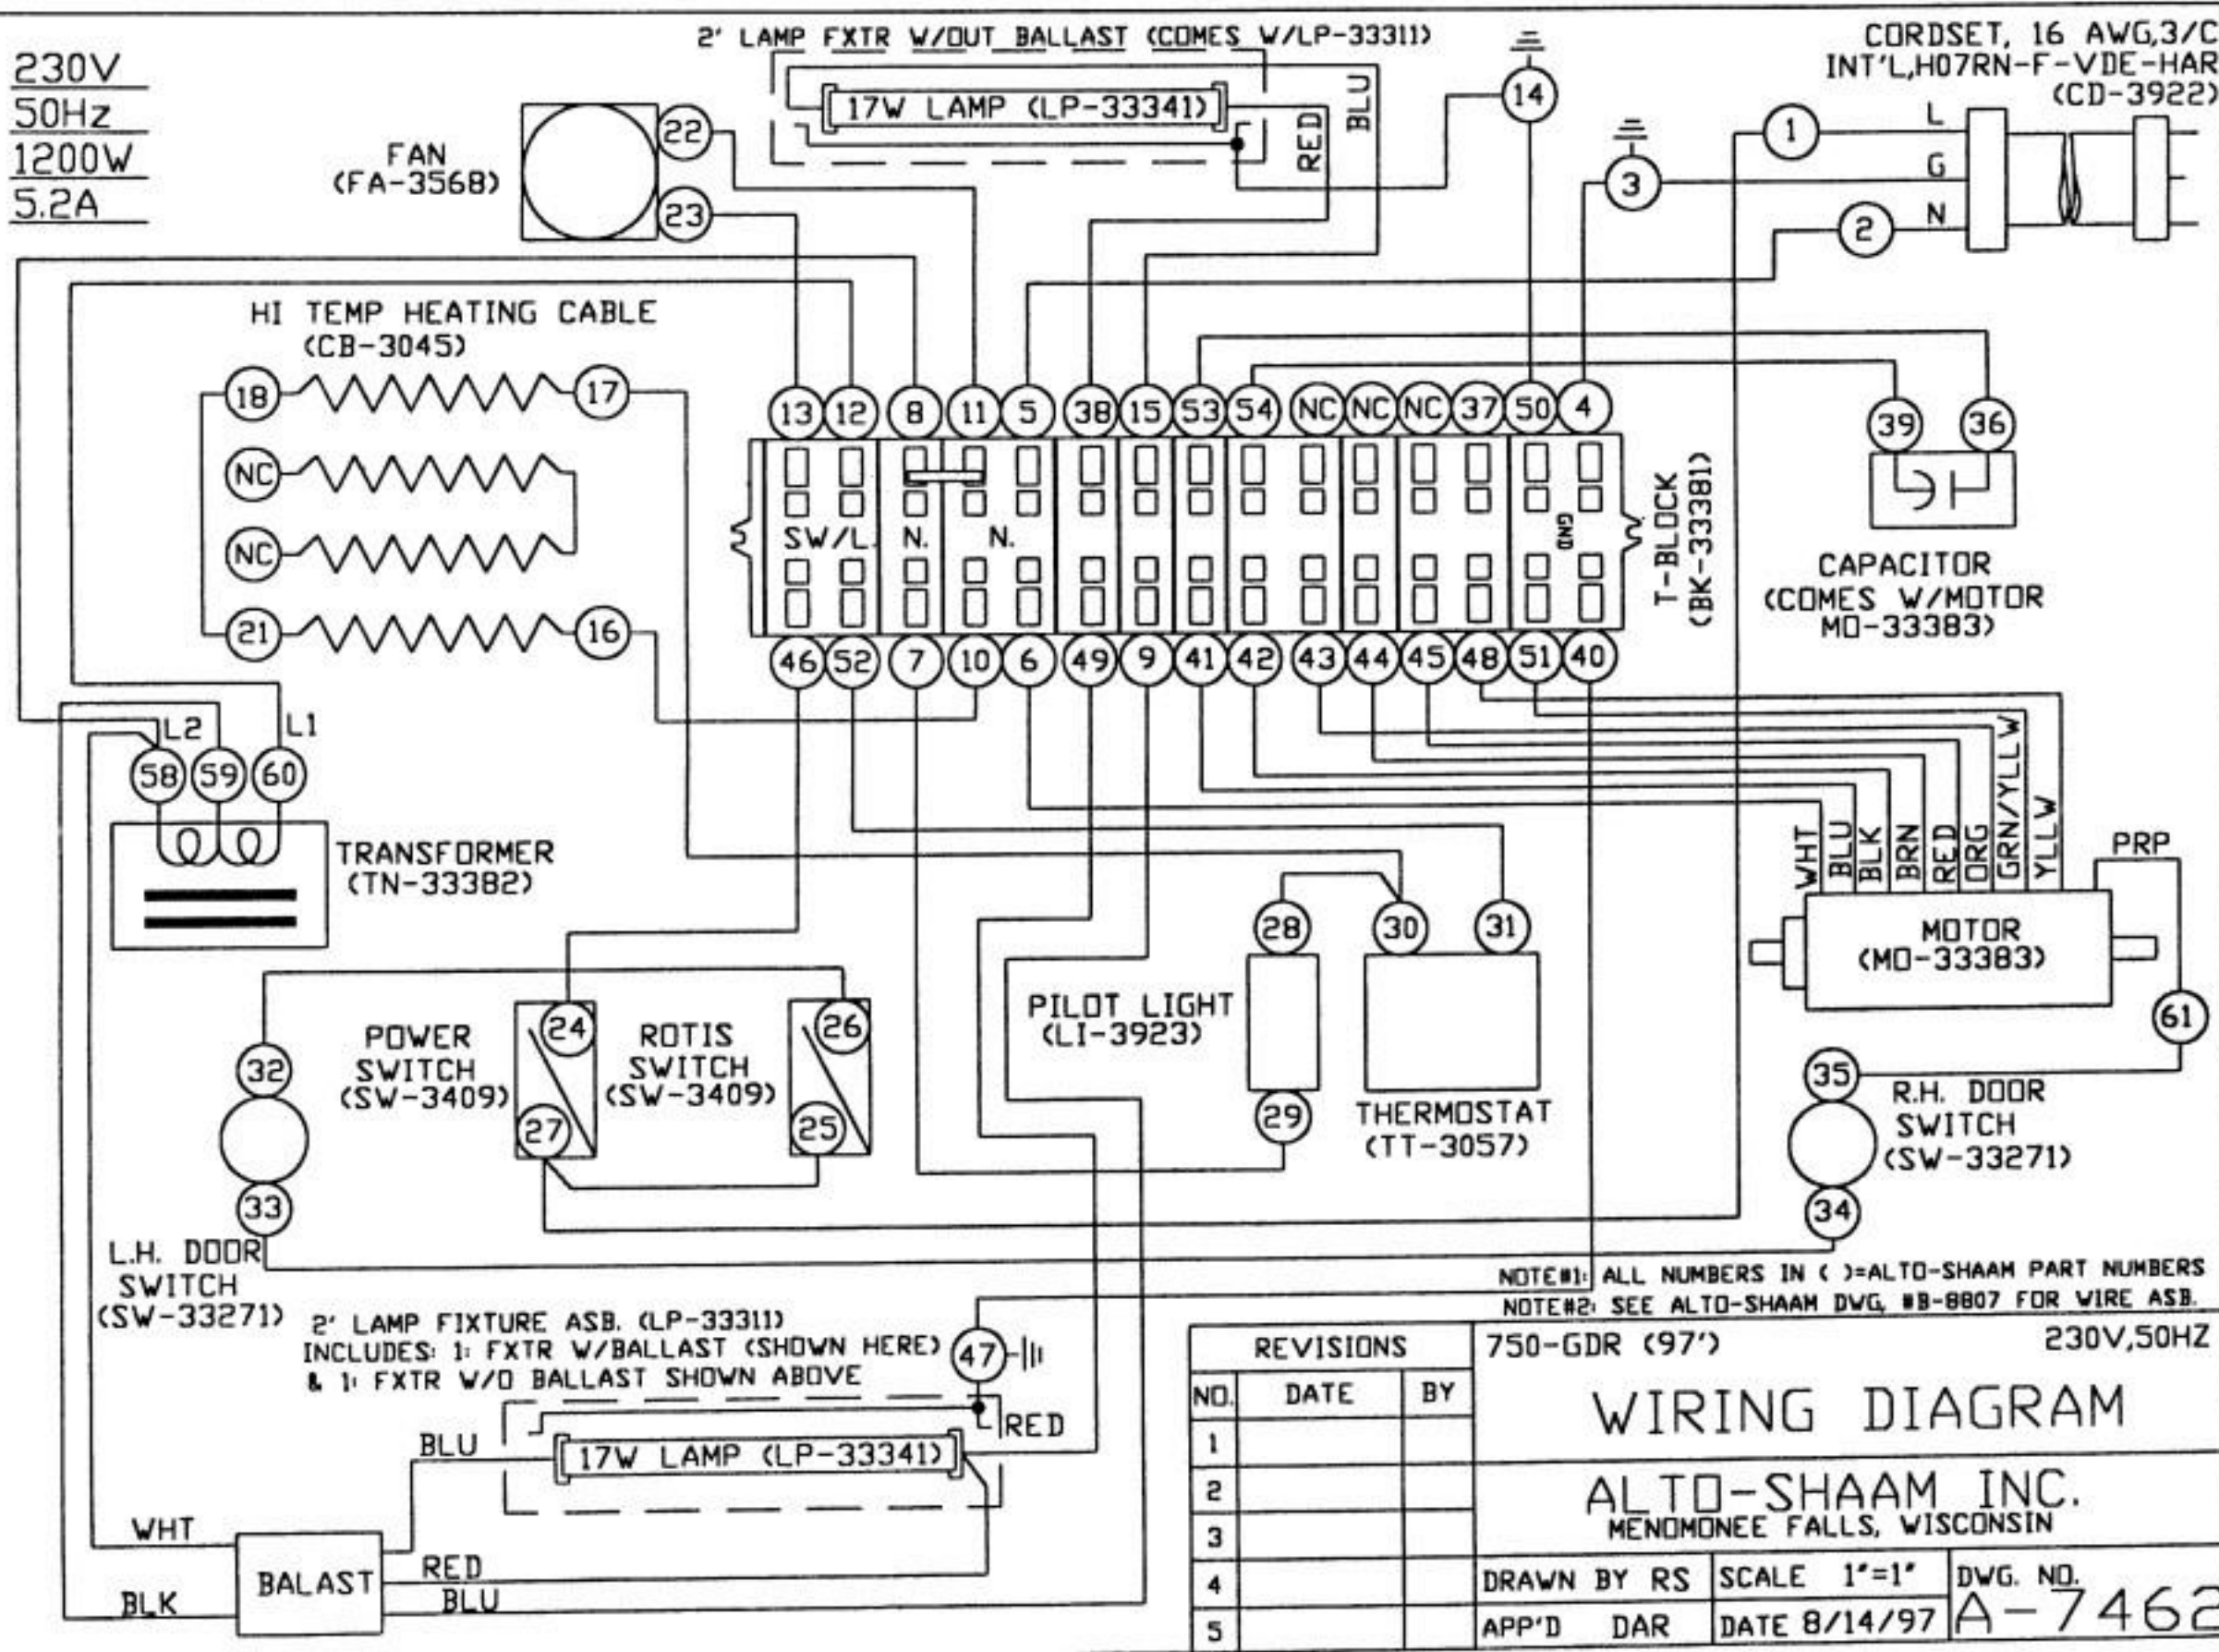 2' LAMP FXTR W/OUT BALLAST (COMES W/LP-33311)
CORDSET, 16 AWG,3/C
INT'L,H07RN-F-VDE-HAR
(CD-3922)
230V
50Hz
1200W
5.2A
FAN
(FA-3568)
22
23
17W LAMP (LP-33341)
RED
BLU
14
3
1
2
L
G
N
HI TEMP HEATING CABLE
(CB-3045)
18
17
NC
NC
21
16
13 12 8 11 5 38 15 53 54 NC NC NC 37 50 4
SW/L. N. N.
GND
46 52 7 10 6 49 9 41 42 43 44 45 48 51 40
T-BLOCK
(BK-33381)
39 36
CAPACITOR
(COMES W/MOTOR
MO-33383)
L2 L1
58 59 60
TRANSFORMER
(TN-33382)
WHT
BLU
BLK
BRN
RED
ORG
GRN/YLLW
YLLW
PRP
MOTOR
(MO-33383)
61
28
30
31
PILOT LIGHT
(LI-3923)
29
THERMOSTAT
(TT-3057)
POWER
SWITCH
(SW-3409)
24
27
ROTIS
SWITCH
(SW-3409)
26
25
32
33
L.H. DOOR
SWITCH
(SW-33271)
35
R.H. DOOR
SWITCH
(SW-33271)
34
2' LAMP FIXTURE ASB. (LP-33311)
INCLUDES: 1: FXTR W/BALLAST (SHOWN HERE)
& 1: FXTR W/O BALLAST SHOWN ABOVE
47
RED
BLU
17W LAMP (LP-33341)
WHT
BLK
BALAST
RED
BLU
NOTE#1: ALL NUMBERS IN ( )=ALTO-SHAAM PART NUMBERS
NOTE#2: SEE ALTO-SHAAM DWG, #B-8807 FOR WIRE ASB.
REVISIONS
NO. DATE BY
1
2
3
4
5
750-GDR (97') 230V,50HZ
WIRING DIAGRAM
ALTO-SHAAM INC.
MENOMONEE FALLS, WISCONSIN
DRAWN BY RS
SCALE 1"=1"
DWG. NO.
A-7462
APP'D DAR
DATE 8/14/97